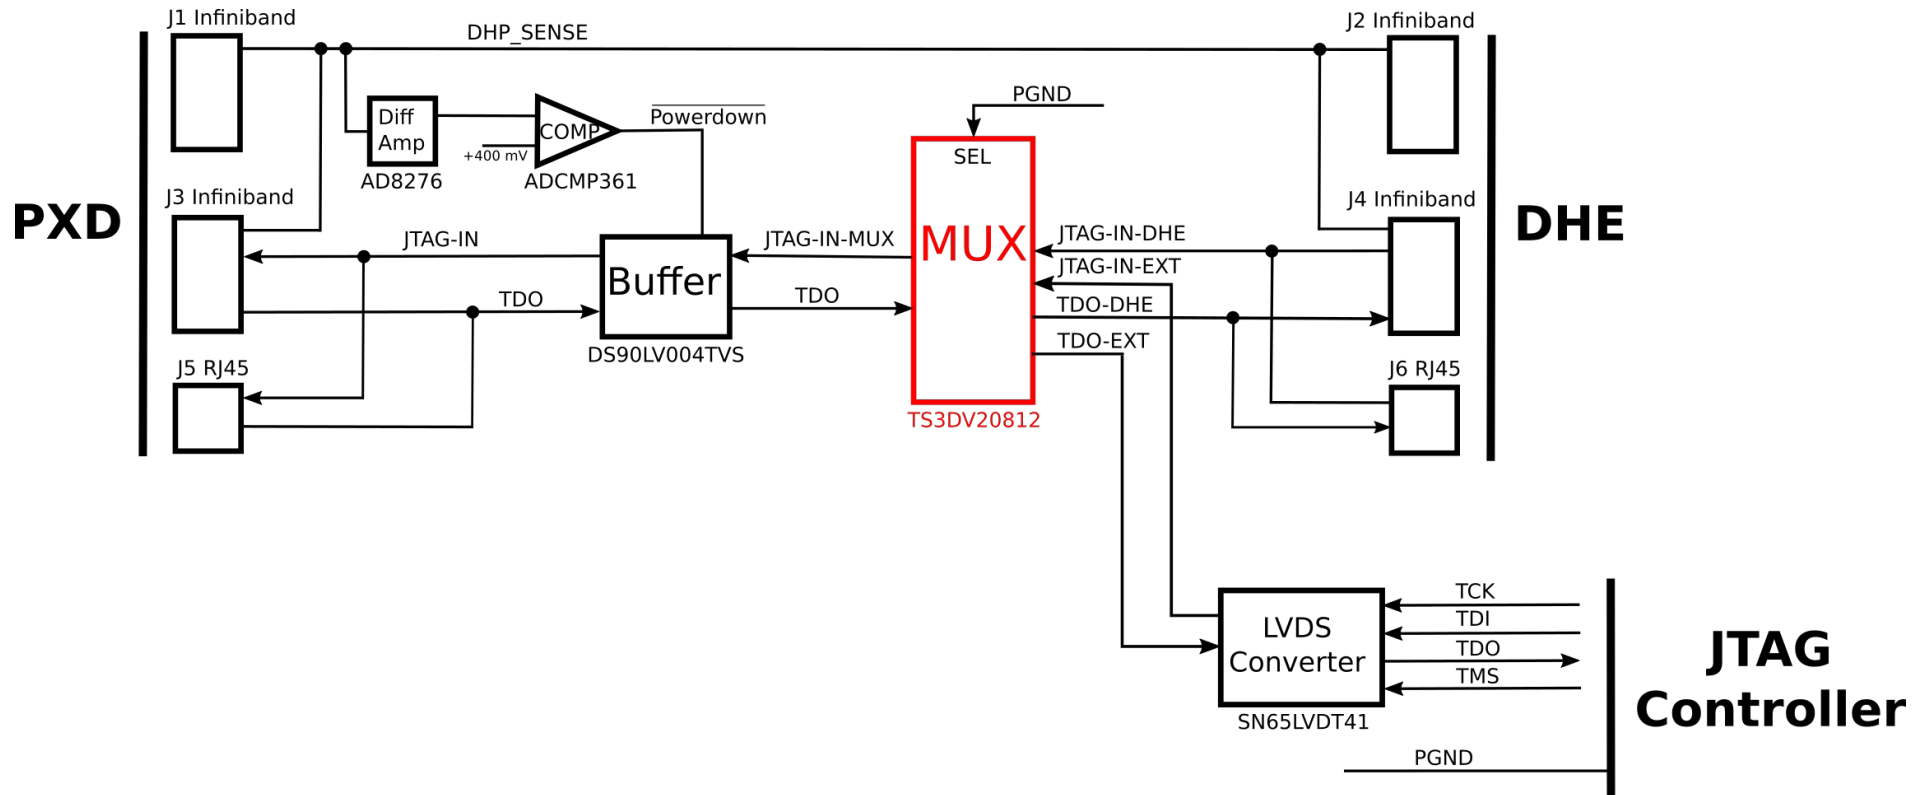 J1 Infiniband
DHP_SENSE
J2 Infiniband
PGND
Diff
Amp
COMP
Powerdown
+400 mV
SEL
AD8276
ADCMP361
J3 Infiniband
J4 Infiniband
PXD
DHE
JTAG-IN
JTAG-IN-MUX
MUX
JTAG-IN-DHE
JTAG-IN-EXT
Buffer
TDO
TDO
TDO-DHE
TDO-EXT
DS90LV004TVS
J5 RJ45
J6 RJ45
TS3DV20812
LVDS
Converter
TCK
TDI
TDO
TMS
SN65LVDT41
JTAG
Controller
PGND